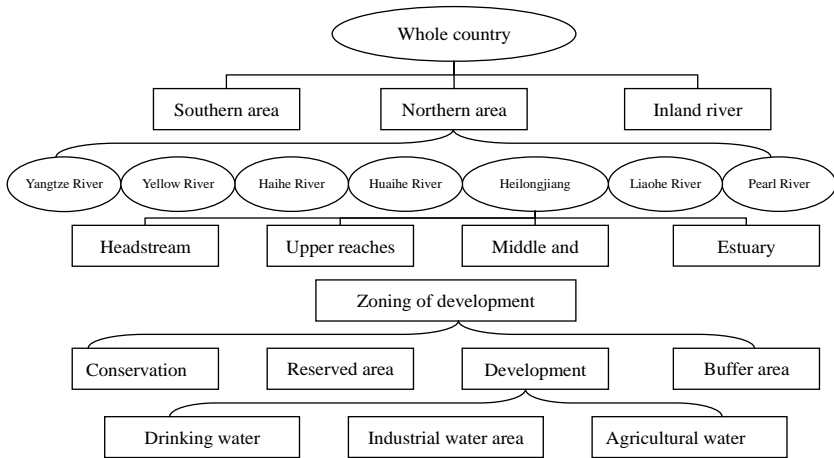 Whole country
Southern area
Northern area
Inland river
Yangtze River
Yellow River
Haihe River
Huaihe River
Heilongjiang
Liaohe River
Pearl River
Headstream
Upper reaches
Middle and
Estuary
Zoning of development
Conservation
Reserved area
Development
Buffer area
Drinking water
Industrial water area
Agricultural water